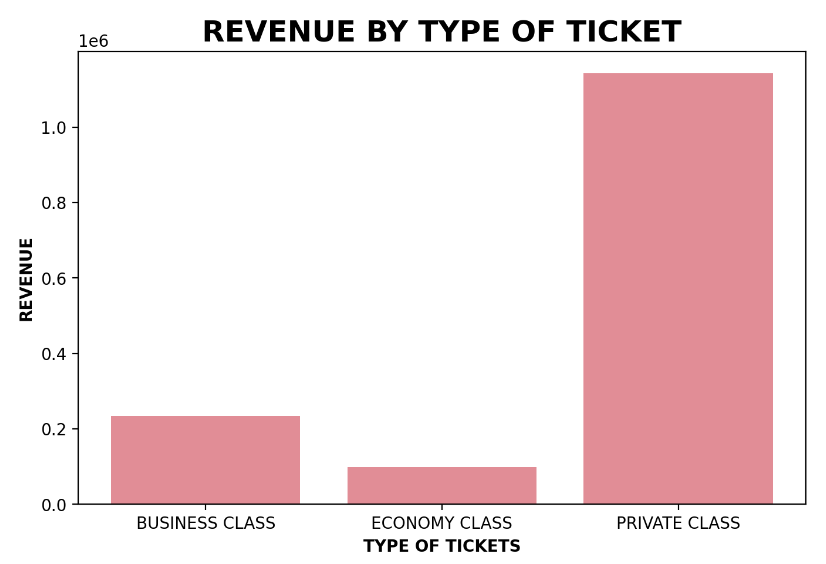 REVENUE BY TYPE OF TICKET
1e6
1.0
0.8
0.6
0.4
0.2
0.0
REVENUE
BUSINESS CLASS
ECONOMY CLASS
PRIVATE CLASS
TYPE OF TICKETS